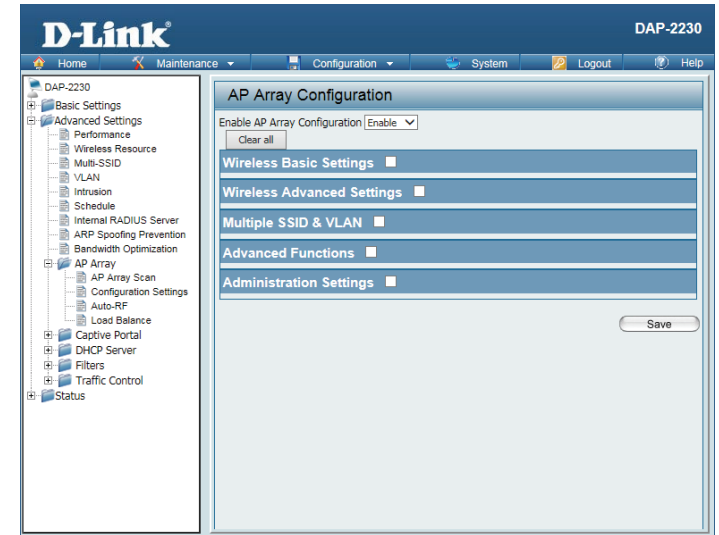 D-Link®
DAP-2230
Home
Maintenance
Configuration
System
Logout
Help
DAP-2230
Basic Settings
Advanced Settings
Performance
Wireless Resource
Multi-SSID
VLAN
Intrusion
Schedule
Internal RADIUS Server
ARP Spoofing Prevention
Bandwidth Optimization
AP Array
AP Array Scan
Configuration Settings
Auto-RF
Load Balance
Captive Portal
DHCP Server
Filters
Traffic Control
Status
AP Array Configuration
Enable AP Array Configuration Enable
Clear all
Wireless Basic Settings
Wireless Advanced Settings
Multiple SSID & VLAN
Advanced Functions
Administration Settings
Save